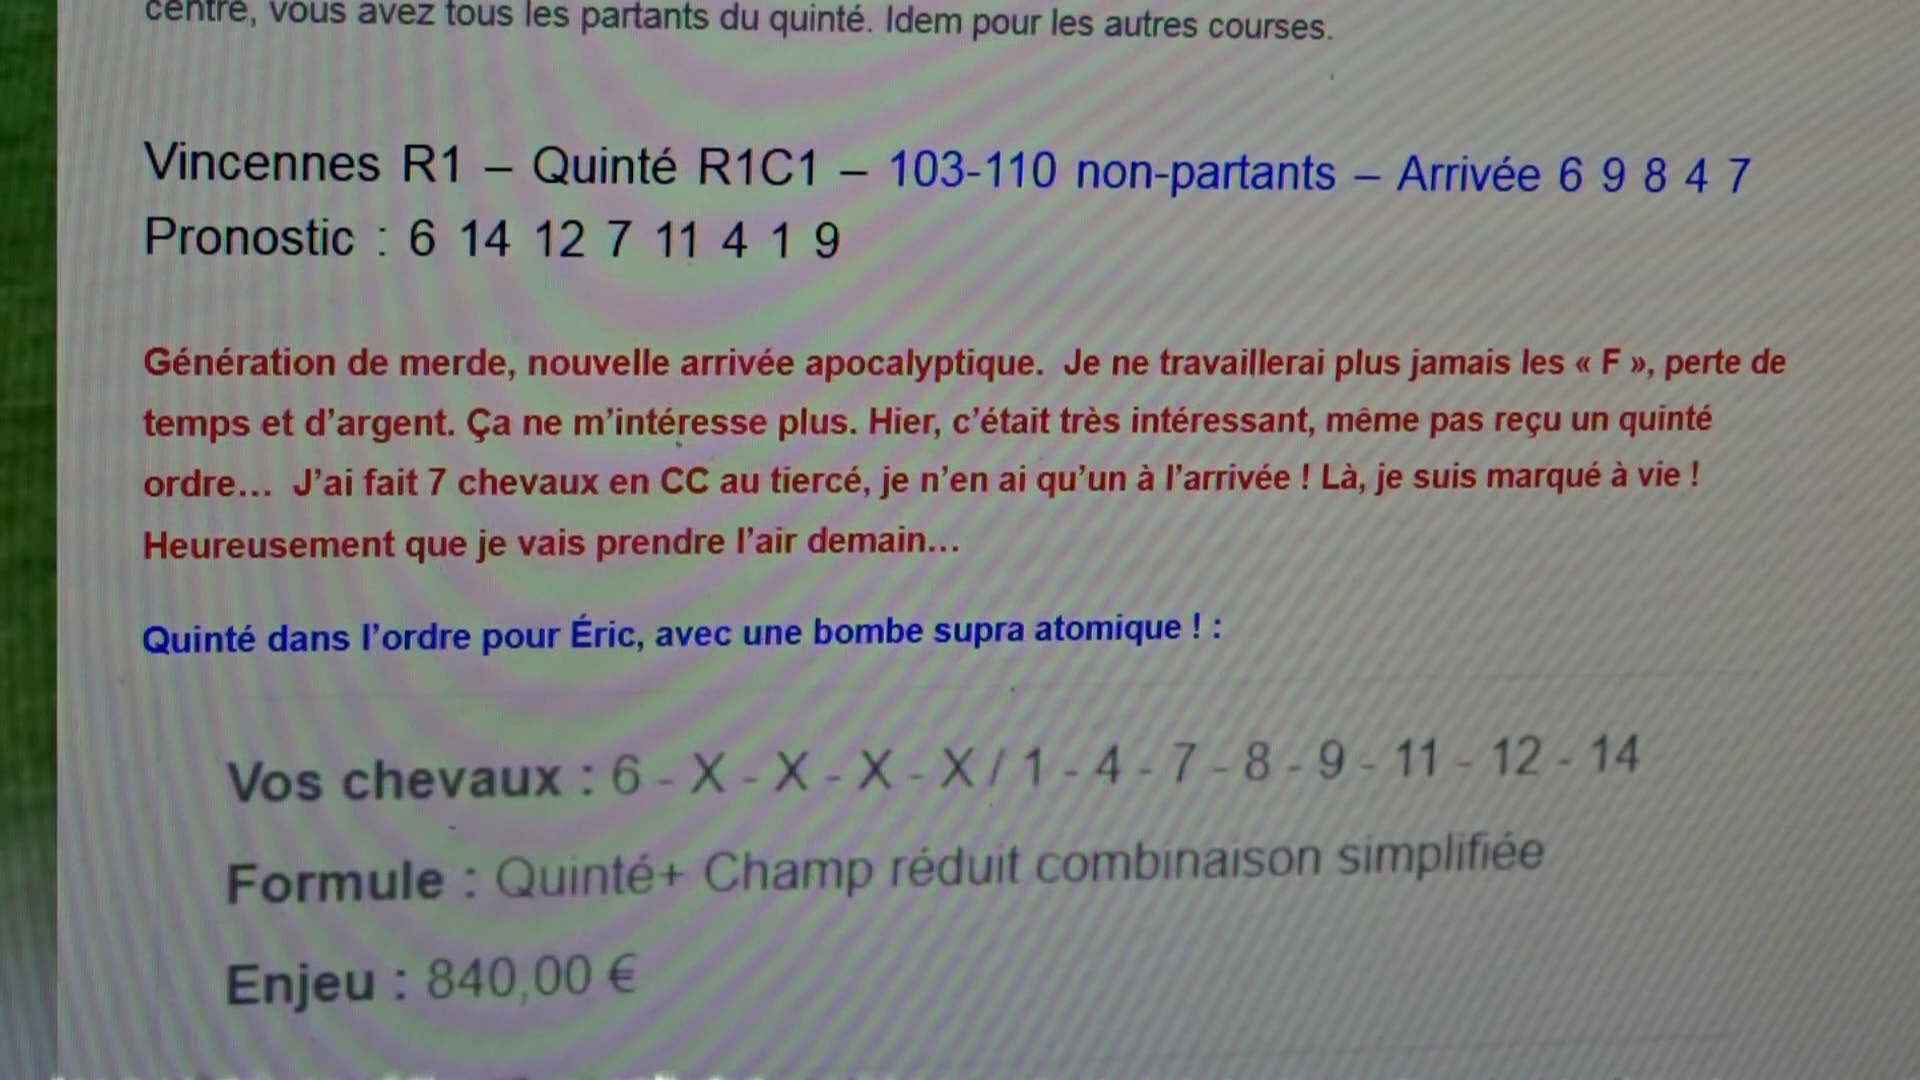 centre, vous avez tous les partants du quinté. Idem pour les autres courses.
Vincennes R1 – Quinté R1C1 – 103-110 non-partants – Arrivée 6 9 8 4 7
Pronostic : 6 14 12 7 11 4 1 9
Génération de merde, nouvelle arrivée apocalyptique. Je ne travaillerai plus jamais les « F », perte de
temps et d'argent. Ça ne m'intéresse plus. Hier, c'était très intéressant, même pas reçu un quinté
ordre... J'ai fait 7 chevaux en CC au tiercé, je n'en ai qu'un à l'arrivée ! Là, je suis marqué à vie !
Heureusement que je vais prendre l'air demain...
Quinté dans l'ordre pour Éric, avec une bombe supra atomique ! :
Vos chevaux : 6 - X - X - X - X / 1 - 4 - 7 - 8 - 9 - 11 - 12 - 14
Formule : Quinté+ Champ réduit combinaison simplifiée
Enjeu : 840,00 €